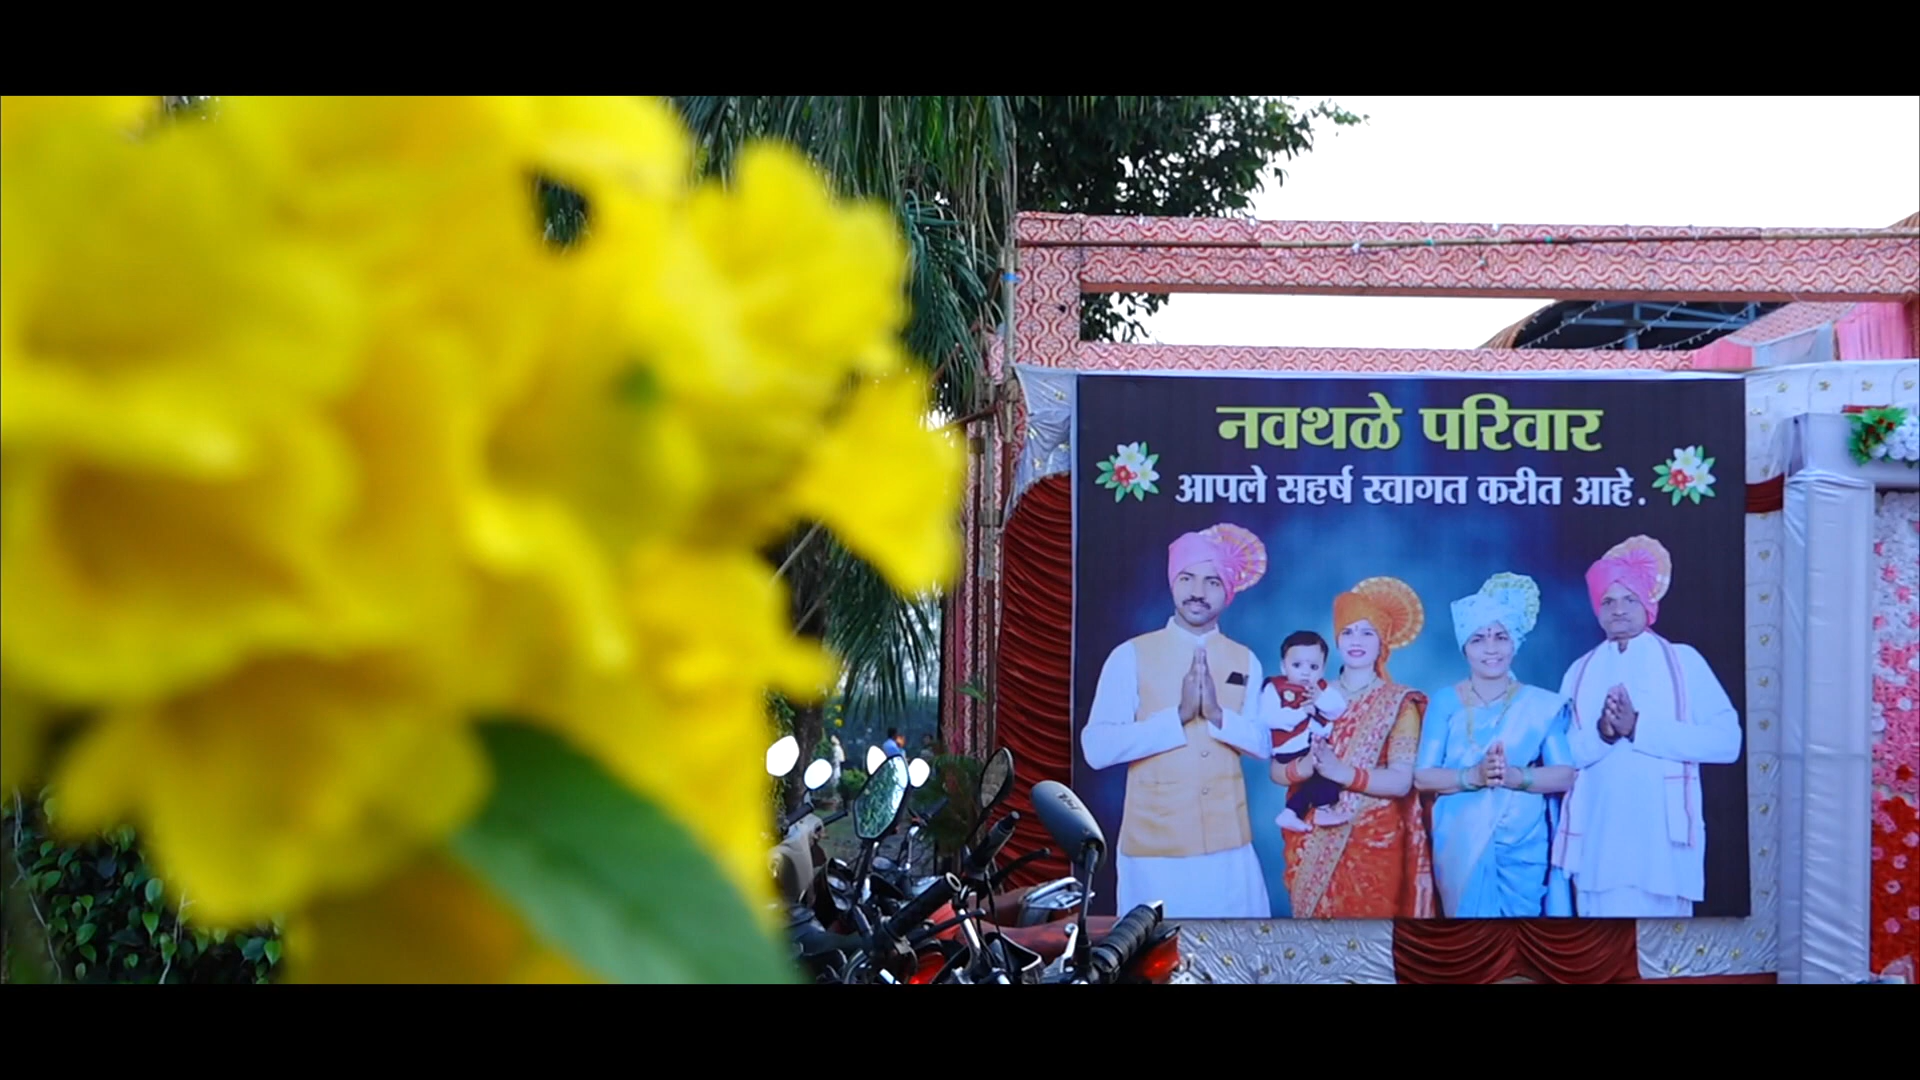 नवथळे परिवार
आपले सहर्ष स्वागत करीत आहे.